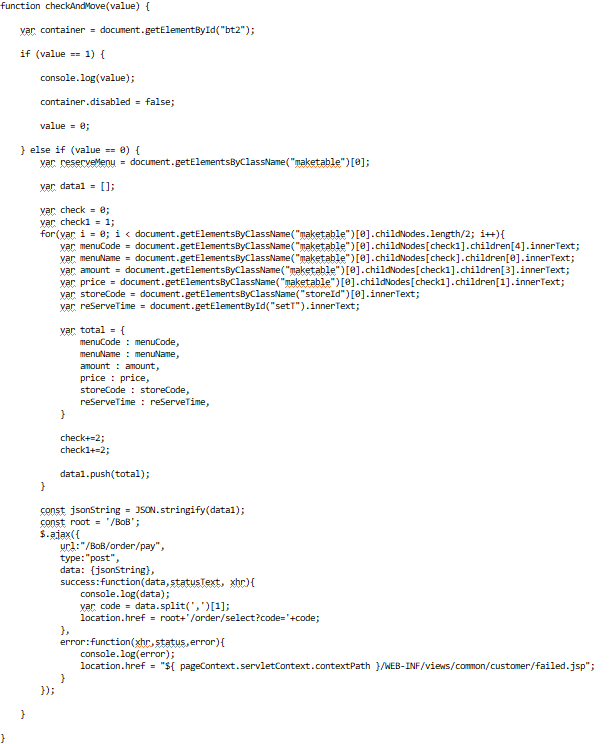 function checkAndMove(value) {
var container = document.getElementById("bt2");
if (value == 1) {
console.log(value);
container.disabled = false;
value = 0;
} else if (value == 0) {
var reserveMenu = document.getElementsByClassName("maketable")[0];
var data1 = [];
var check = 0;
var check1 = 1;
for(var i = 0; i < document.getElementsByClassName("maketable")[0].childNodes.length/2; i++){
var menuCode = document.getElementsByClassName("maketable")[0].childNodes[check1].children[4].innerText;
var menuName = document.getElementsByClassName("maketable")[0].childNodes[check].children[0].innerText;
var amount = document.getElementsByClassName("maketable")[0].childNodes[check1].children[3].innerText;
var price = document.getElementsByClassName("maketable")[0].childNodes[check1].children[1].innerText;
var storeCode = document.getElementsByClassName("storeId")[0].innerText;
var reServeTime = document.getElementById("setT").innerText;
var total = {
menuCode : menuCode,
menuName : menuName,
amount : amount,
price : price,
storeCode : storeCode,
reServeTime : reServeTime,
}
check+=2;
check1+=2;
data1.push(total);
}
const jsonString = JSON.stringify(data1);
const root = '/BoB';
$.ajax({
url:"/BoB/order/pay",
type:"post",
data: {jsonString},
success:function(data,statusText, xhr){
console.log(data);
var code = data.split(',')[1];
location.href = root+'/order/select?code='+code;
},
error:function(xhr,status,error){
console.log(error);
location.href = "${ pageContext.servletContext.contextPath }/WEB-INF/views/common/customer/failed.jsp";
}
});
}
}